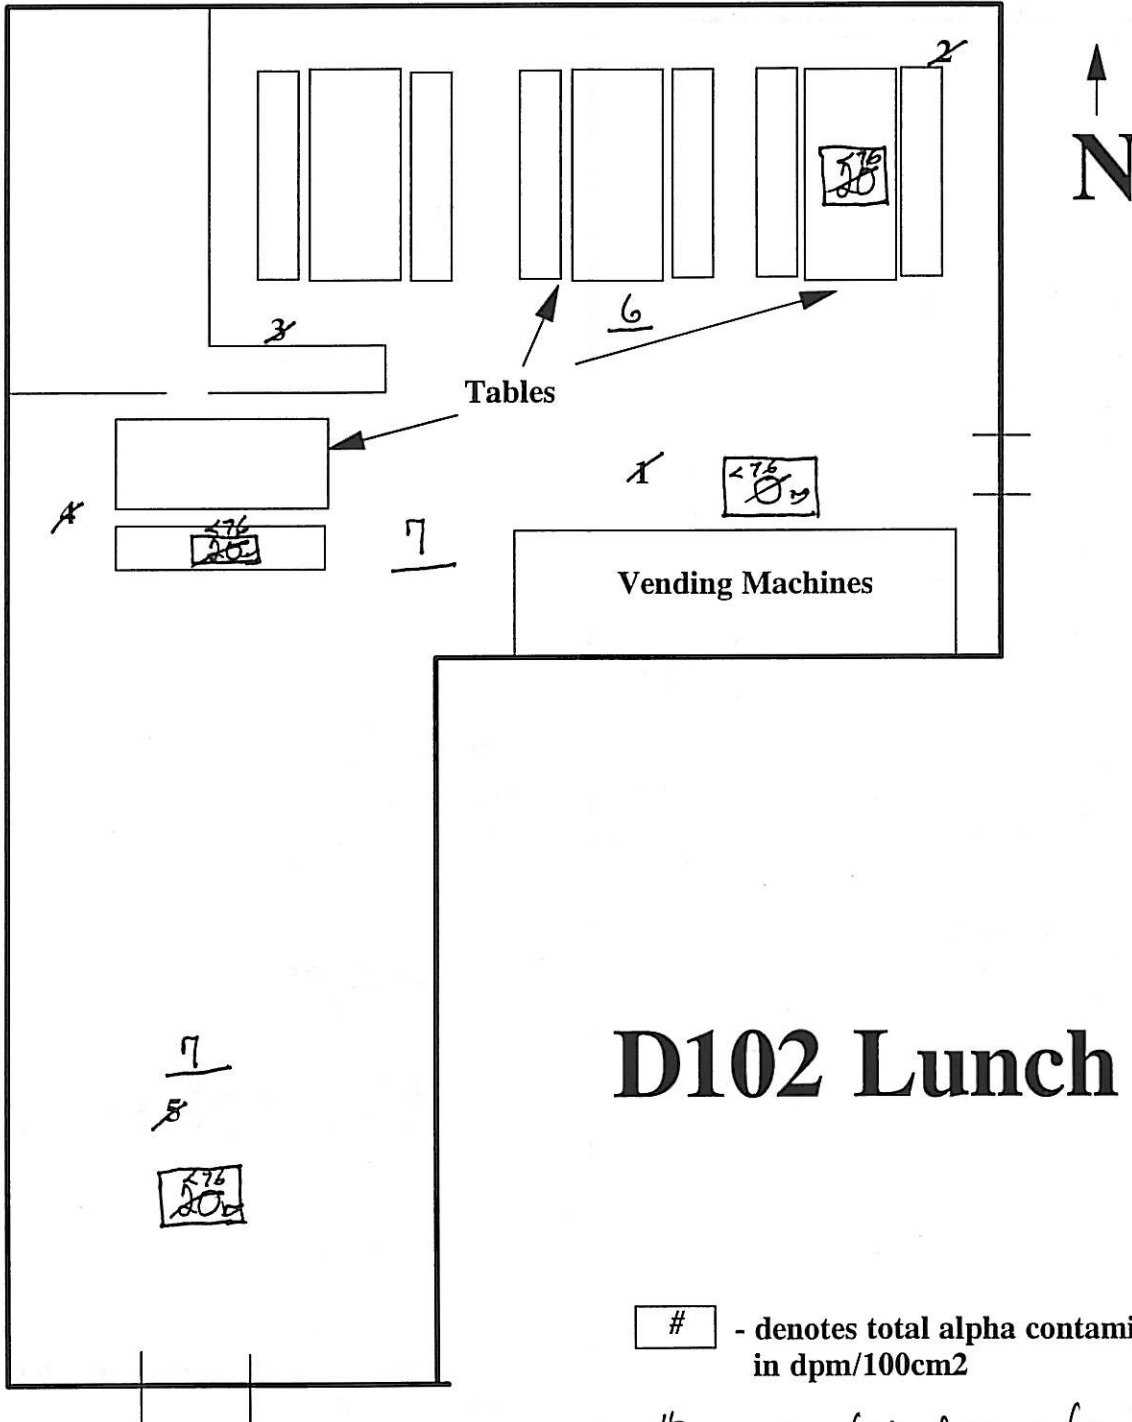 2
N
<76
20
6
3
Tables
1
<76
0
4
<76
20
7
Vending Machines
7
5
D102 Lunch
<76
20
# - denotes total alpha
in dpm/100cm2
#